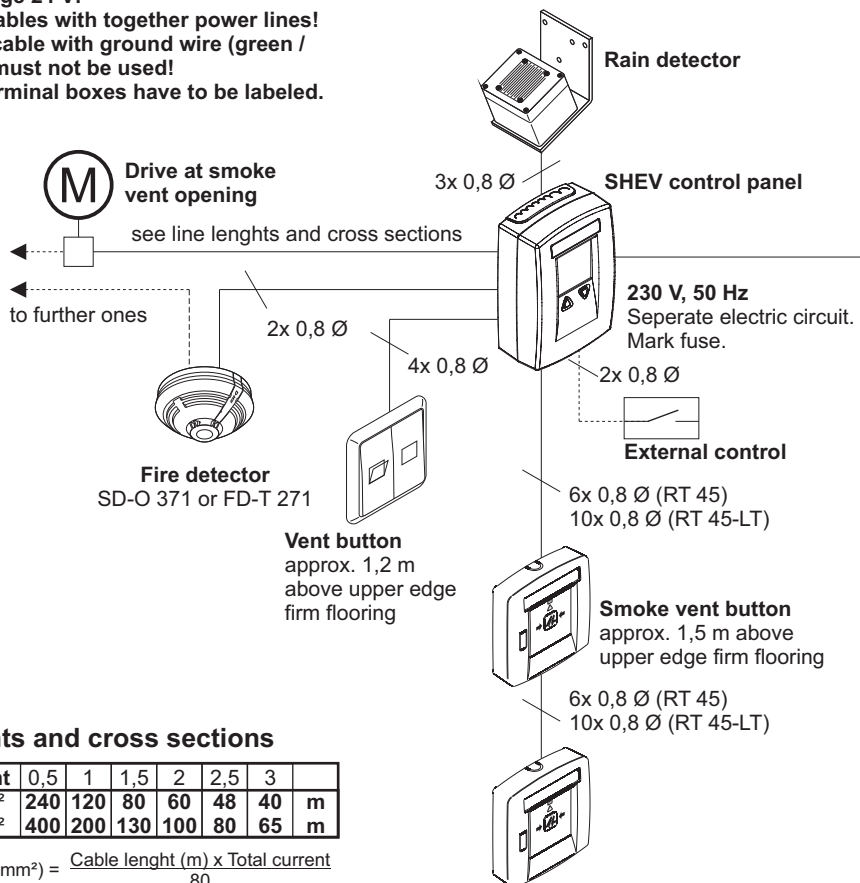 ables with together power lines!
cable with ground wire (green /
must not be used!
rminal boxes have to be labeled.
Rain detector
M
Drive at smoke
vent opening
3x 0,8 Ø
SHEV control panel
see line lenghts and cross sections
to further ones
2x 0,8 Ø
4x 0,8 Ø
230 V, 50 Hz
Seperate electric circuit.
Mark fuse.
2x 0,8 Ø
External control
Fire detector
SD-O 371 or FD-T 271
Vent button
approx. 1,2 m
above upper edge
firm flooring
6x 0,8 Ø (RT 45)
10x 0,8 Ø (RT 45-LT)
Smoke vent button
approx. 1,5 m above
upper edge firm flooring
6x 0,8 Ø (RT 45)
10x 0,8 Ø (RT 45-LT)
nts and cross sections
nt 0,5 1 1,5 2 2,5 3
² 240 120 80 60 48 40 m
² 400 200 130 100 80 65 m
mm²) = Cable lenght (m) x Total current
80